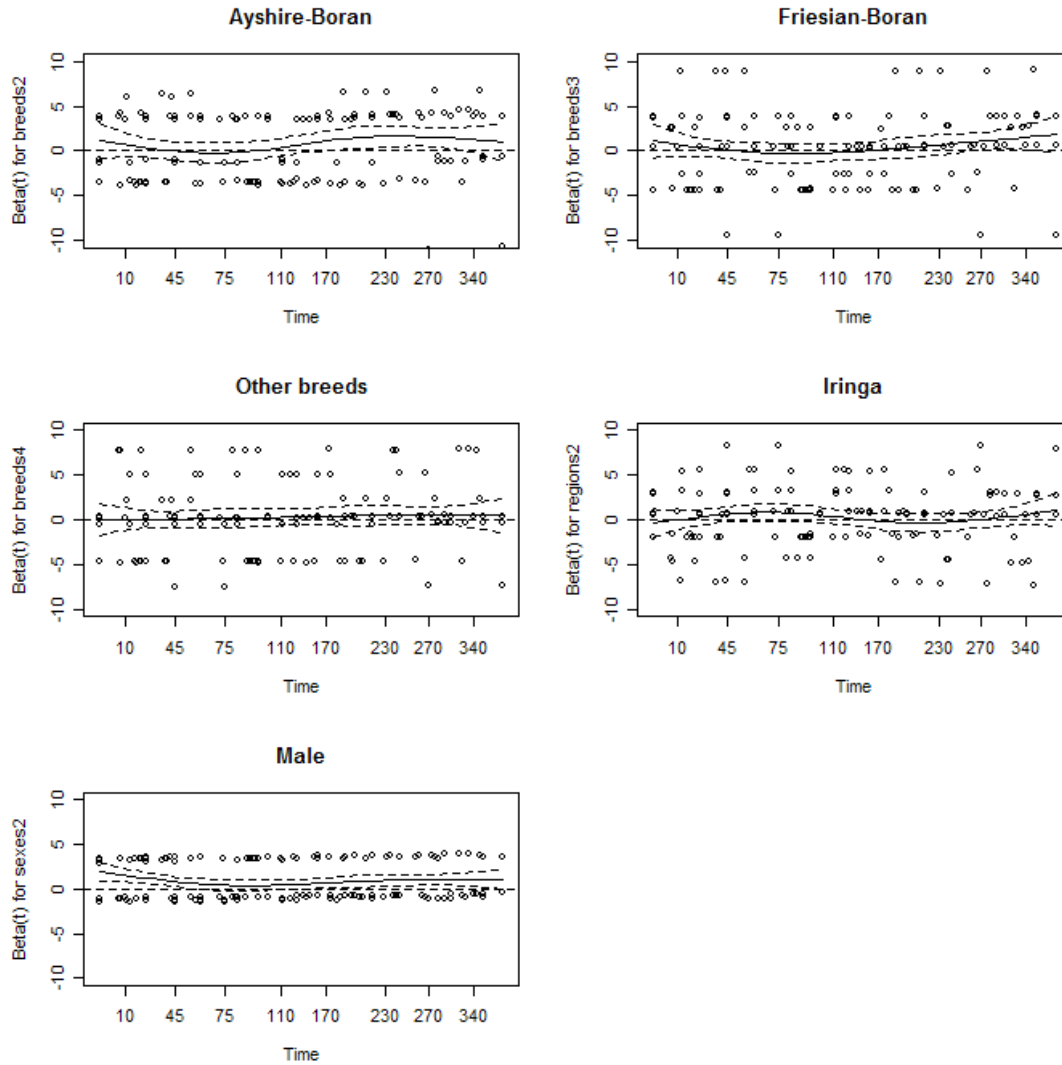 Ayshire-Boran
10
5
0
-5
-10
Beta(t) for breeds2
10 45 75 110 170 230 270 340
Time
Friesian-Boran
10
5
0
-5
-10
Beta(t) for breeds3
10 45 75 110 170 230 270 340
Time
Other breeds
10
5
0
-5
-10
Beta(t) for breeds4
10 45 75 110 170 230 270 340
Time
Iringa
10
5
0
-5
-10
Beta(t) for regions2
10 45 75 110 170 230 270 340
Time
Male
10
5
0
-5
-10
Beta(t) for sexes2
10 45 75 110 170 230 270 340
Time